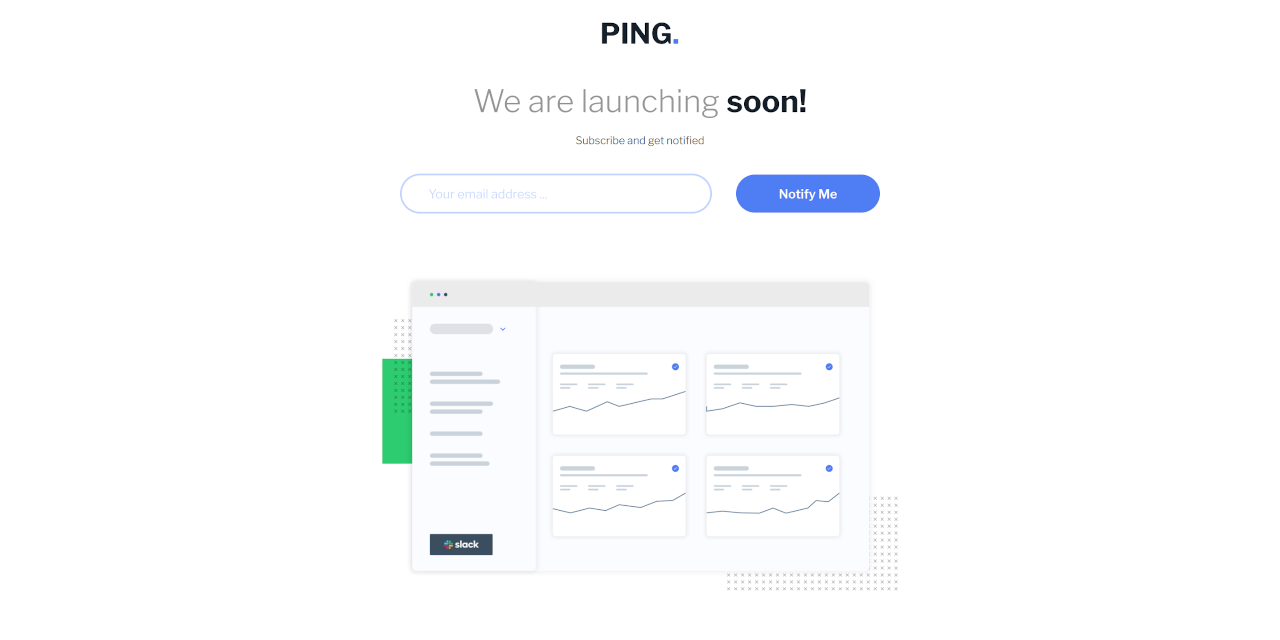 PING.
We are launching soon!
Subscribe and get notified
Your email address ...
Notify Me
slack